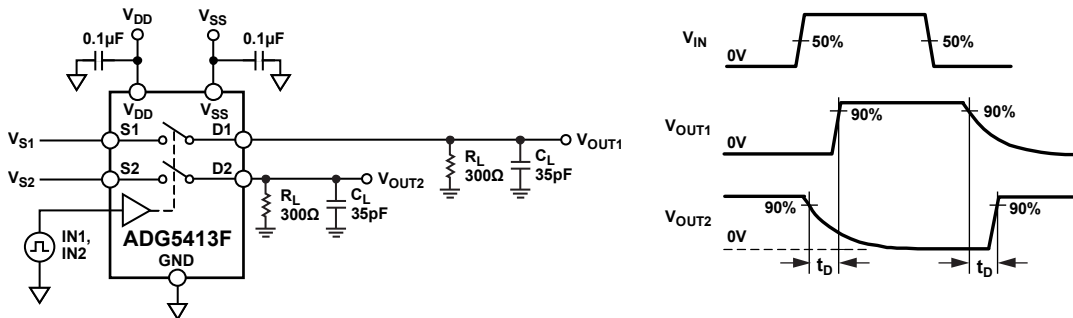 VDD
VSS
0.1µF
0.1µF
VDD
VSS
VS1
S1
D1
VOUT1
RL
300Ω
CL
35pF
VS2
S2
D2
VOUT2
RL
300Ω
CL
35pF
IN1,
IN2
ADG5413F
GND
VIN
0V
50%
50%
VOUT1
0V
90%
90%
VOUT2
90%
90%
0V
tD
tD